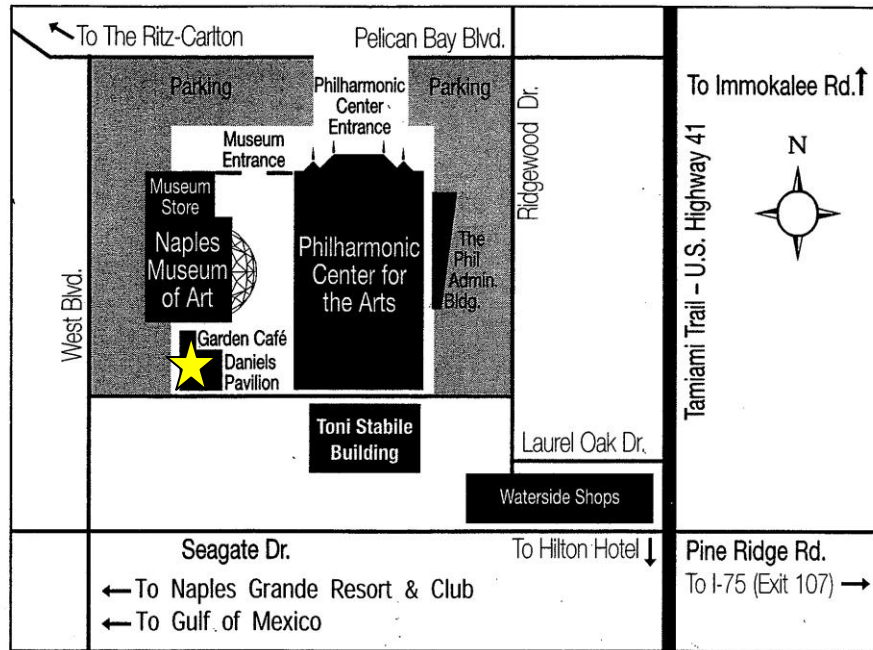 To The Ritz-Carlton
Pelican Bay Blvd.
Parking
Philharmonic
Center
Entrance
Parking
To Immokalee Rd.
Museum
Entrance
Ridgewood Dr.
N
Museum
Store
Naples
Museum
of Art
Philharmonic
Center for
the Arts
The
Phil
Admin.
Bldg.
West Blvd.
Tamiami Trail – U.S. Highway 41
Garden Café
Daniels
Pavilion
Toni Stabile
Building
Laurel Oak Dr.
Waterside Shops
Seagate Dr.
To Hilton Hotel
Pine Ridge Rd.
To I-75 (Exit 107)
To Naples Grande Resort & Club
To Gulf of Mexico